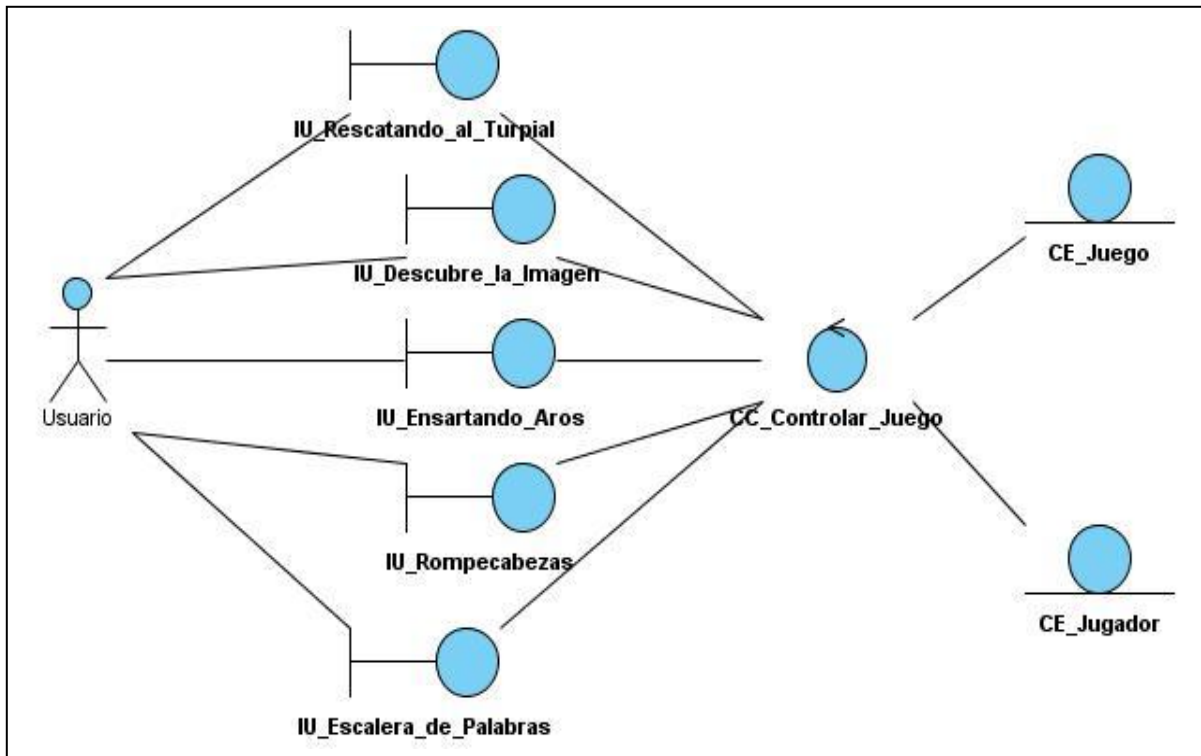 IU_Rescatando_al_Turpial
IU_Descubre_la_Imagen
CE_Juego
Usuario
IU_Ensartando_Aros
CC_Controlar_Juego
IU_Rompecabezas
CE_Jugador
IU_Escalera_de_Palabras